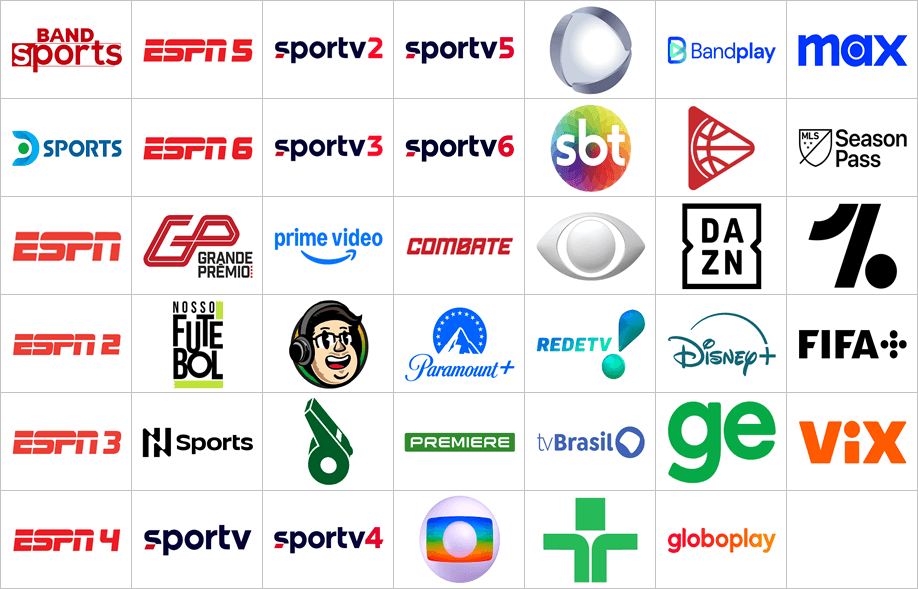 BAND
sports
ESPN 5
sportv2
sportv5
Bandplay
max
D SPORTS
ESPN 6
sportv3
sportv6
sbt
MLS
Season
Pass
ESPN
GP
GRANDE
PRÊMIO
prime video
COMBATE
DA
ZN
ESPN 2
NOSSO
FUTE
BOL
Paramount+
REDETV!
Disney+
FIFA+
ESPN 3
N Sports
PREMIERE
tvBrasil
ge
ViX
ESPN 4
sportv
sportv4
globoplay